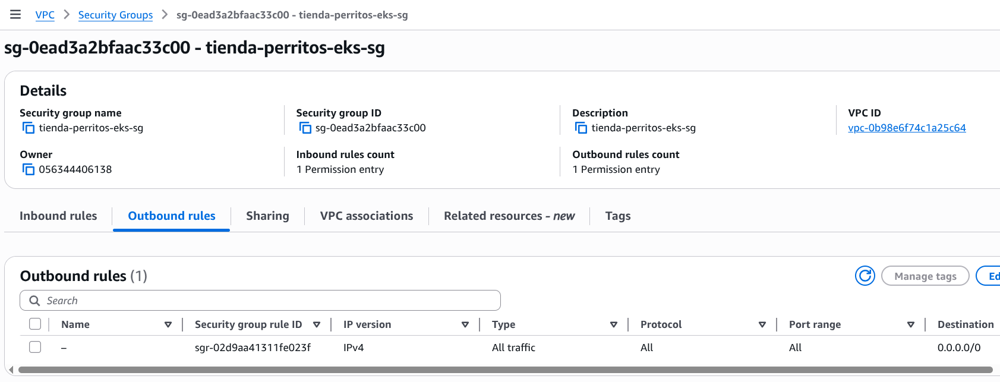 VPC > Security Groups > sg-0ead3a2bfaac33c00 - tienda-perritos-eks-sg
sg-0ead3a2bfaac33c00 - tienda-perritos-eks-sg
Details
Security group name
tienda-perritos-eks-sg
Security group ID
sg-0ead3a2bfaac33c00
Description
tienda-perritos-eks-sg
VPC ID
vpc-0b98e6f74c1a25c64
Owner
056344406138
Inbound rules count
1 Permission entry
Outbound rules count
1 Permission entry
Inbound rules Outbound rules Sharing VPC associations Related resources - new Tags
Outbound rules (1)
Manage tags Ed
Search
Name Security group rule ID IP version Type Protocol Port range Destination
– sgr-02d9aa41311fe023f IPv4 All traffic All All 0.0.0.0/0